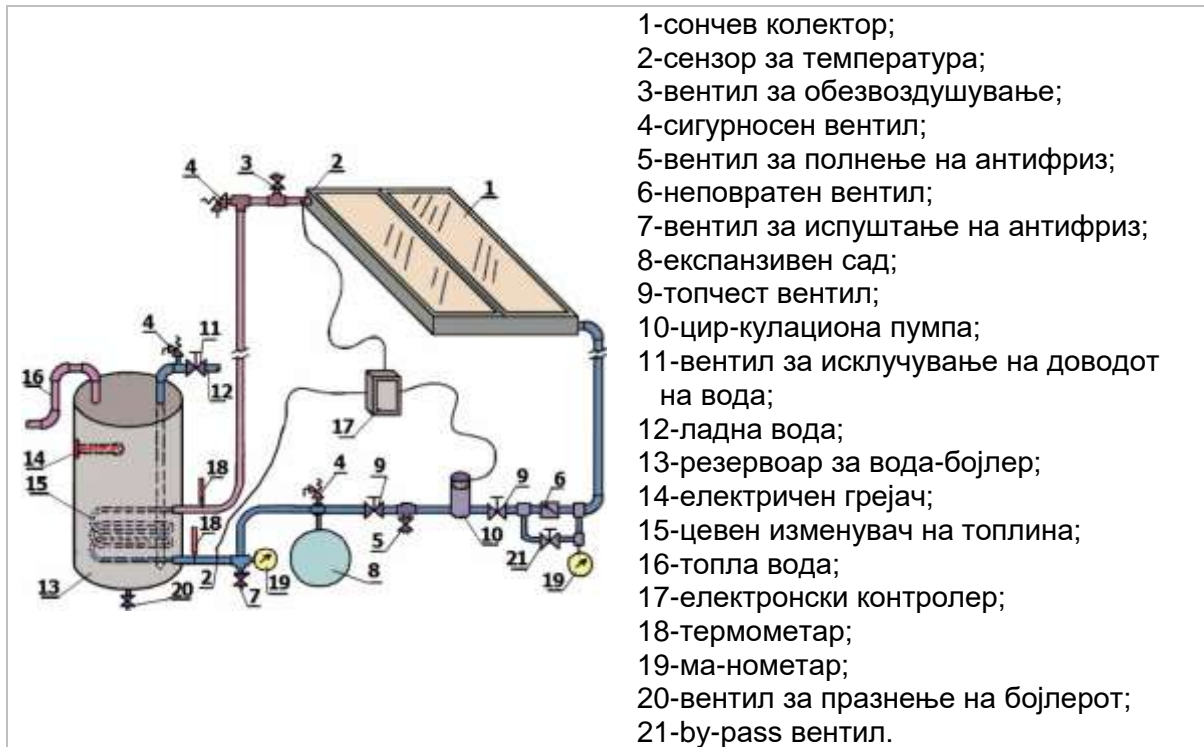 1-сончев колектор;
2-сензор за температура;
3-вентил за обезвоздушување;
4-сигурносен вентил;
5-вентил за полнење на антифриз;
6-неповратен вентил;
7-вентил за испуштање на антифриз;
8-експанзивен сад;
9-топчест вентил;
10-цир-кулациона пумпа;
11-вентил за исклучување на доводот
на вода;
12-ладна вода;
13-резервоар за вода-бојлер;
14-електричен грејач;
15-цевен изменувач на топлина;
16-топла вода;
17-електронски контролер;
18-термометар;
19-ма-нометар;
20-вентил за празнење на бојлерот;
21-by-pass вентил.
4
3
2
1
4
11
16
12
17
14
18
15
4
9
9
6
18
5
10
21
19
13
20
2
7
19
8